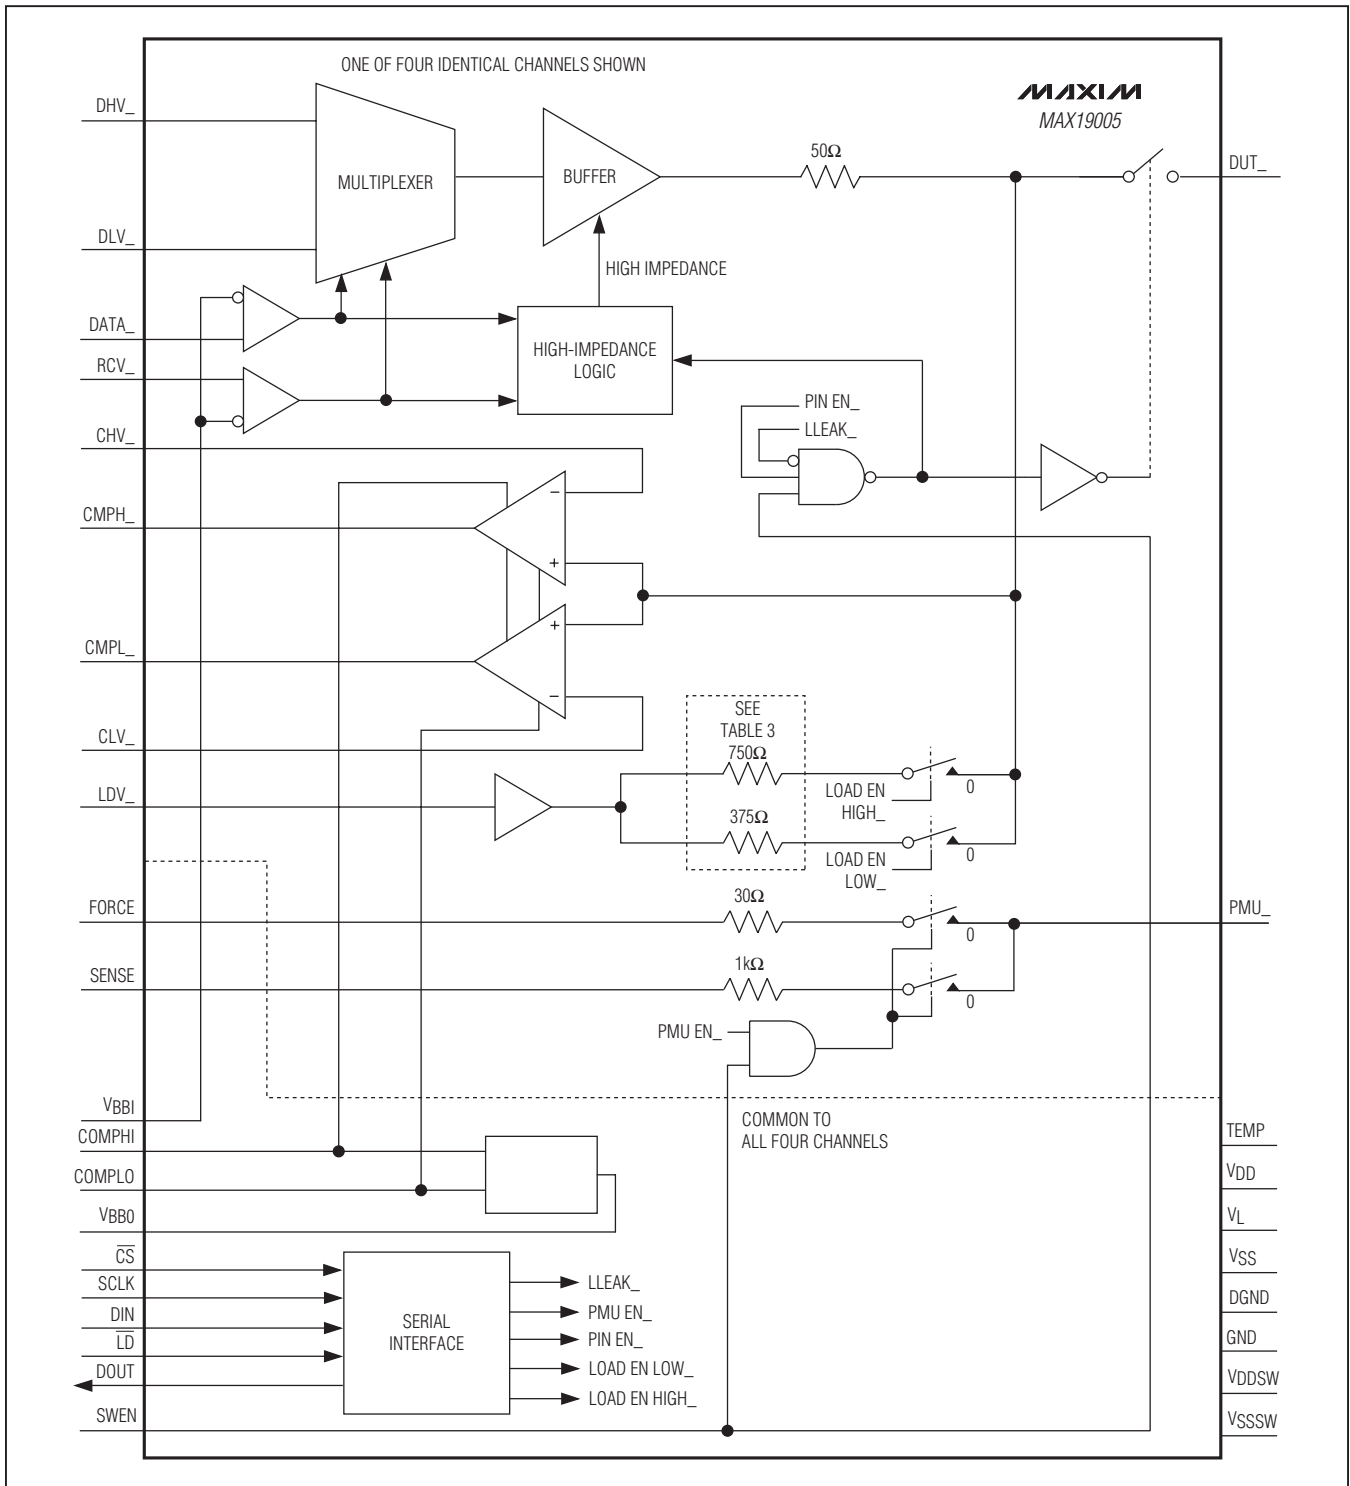 ONE OF FOUR IDENTICAL CHANNELS SHOWN
MAXIM
MAX19005
DHV_
DLV_
DATA_
RCV_
CHV_
CMPH_
CMPL_
CLV_
LDV_
FORCE
SENSE
VBBI
COMPHI
COMPLO
VBBO
CS
SCLK
DIN
LD
DOUT
SWEN
MULTIPLEXER
BUFFER
50Ω
DUT_
HIGH IMPEDANCE
HIGH-IMPEDANCE
LOGIC
PIN EN_
LLEAK_
−
+
+
−
SEE
TABLE 3
750Ω
375Ω
LOAD EN
HIGH_
0
LOAD EN
LOW_
0
30Ω
0
1kΩ
0
PMU_
PMU EN_
COMMON TO
ALL FOUR CHANNELS
SERIAL
INTERFACE
LLEAK_
PMU EN_
PIN EN_
LOAD EN LOW_
LOAD EN HIGH_
TEMP
VDD
VL
VSS
DGND
GND
VDDSW
VSSSW